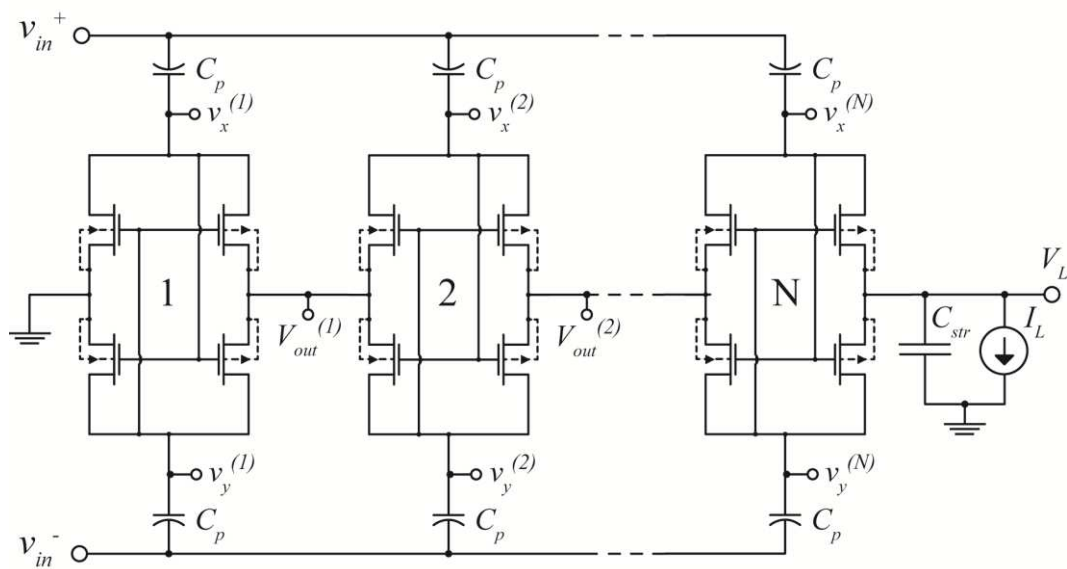 v_in^+
C_p C_p C_p
v_x^(1) v_x^(2) v_x^(N)
1 2 N
V_out^(1) V_out^(2)
V_L
C_str I_L
v_y^(1) v_y^(2) v_y^(N)
C_p C_p C_p
v_in^-